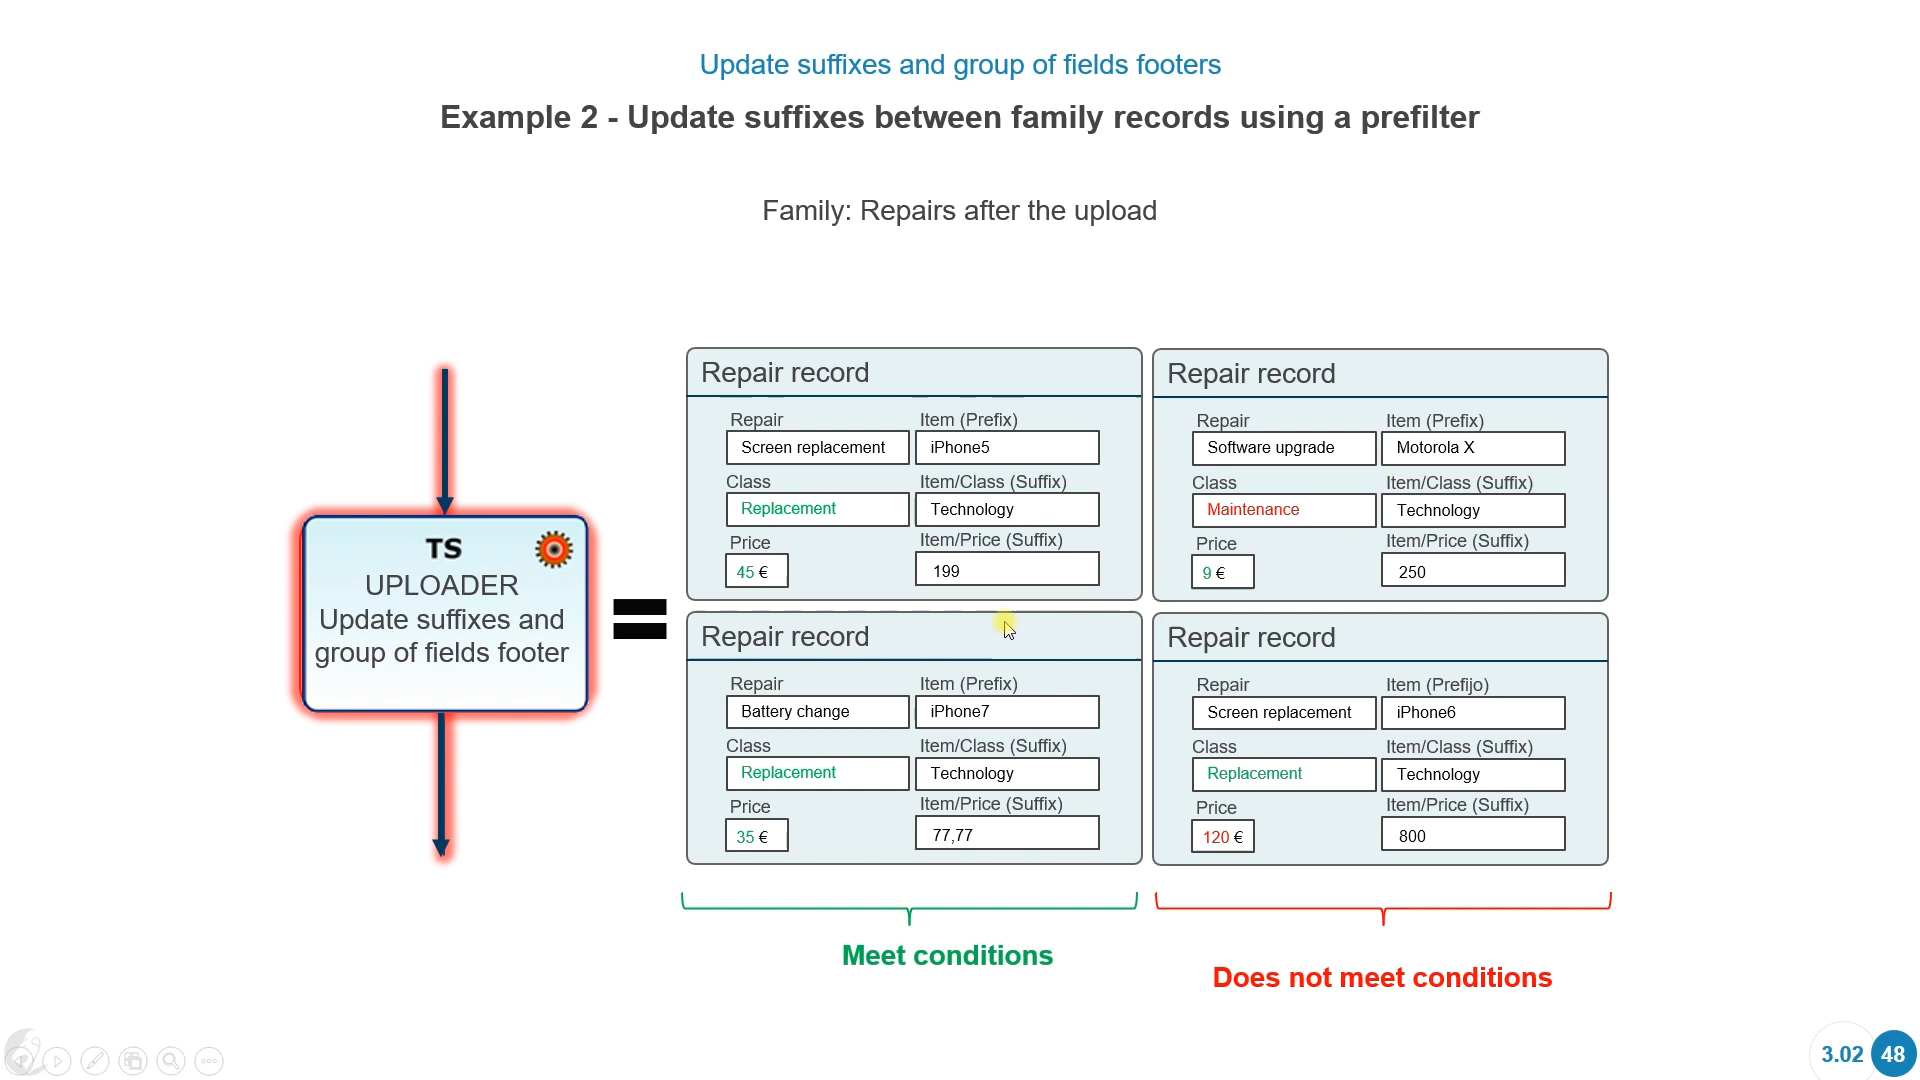 Update suffixes and group of fields footers
Example 2 - Update suffixes between family records using a prefilter
Family: Repairs after the upload
TS
UPLOADER
Update suffixes and
group of fields footer
Repair record
Repair
Item (Prefix)
Screen replacement
iPhone5
Class
Item/Class (Suffix)
Replacement
Technology
Price
Item/Price (Suffix)
45 €
199
Repair record
Repair
Item (Prefix)
Software upgrade
Motorola X
Class
Item/Class (Suffix)
Maintenance
Technology
Price
Item/Price (Suffix)
9 €
250
Repair record
Repair
Item (Prefix)
Battery change
iPhone7
Class
Item/Class (Suffix)
Replacement
Technology
Price
Item/Price (Suffix)
35 €
77,77
Repair record
Repair
Item (Prefijo)
Screen replacement
iPhone6
Class
Item/Class (Suffix)
Replacement
Technology
Price
Item/Price (Suffix)
120 €
800
Meet conditions
Does not meet conditions
3.02 48